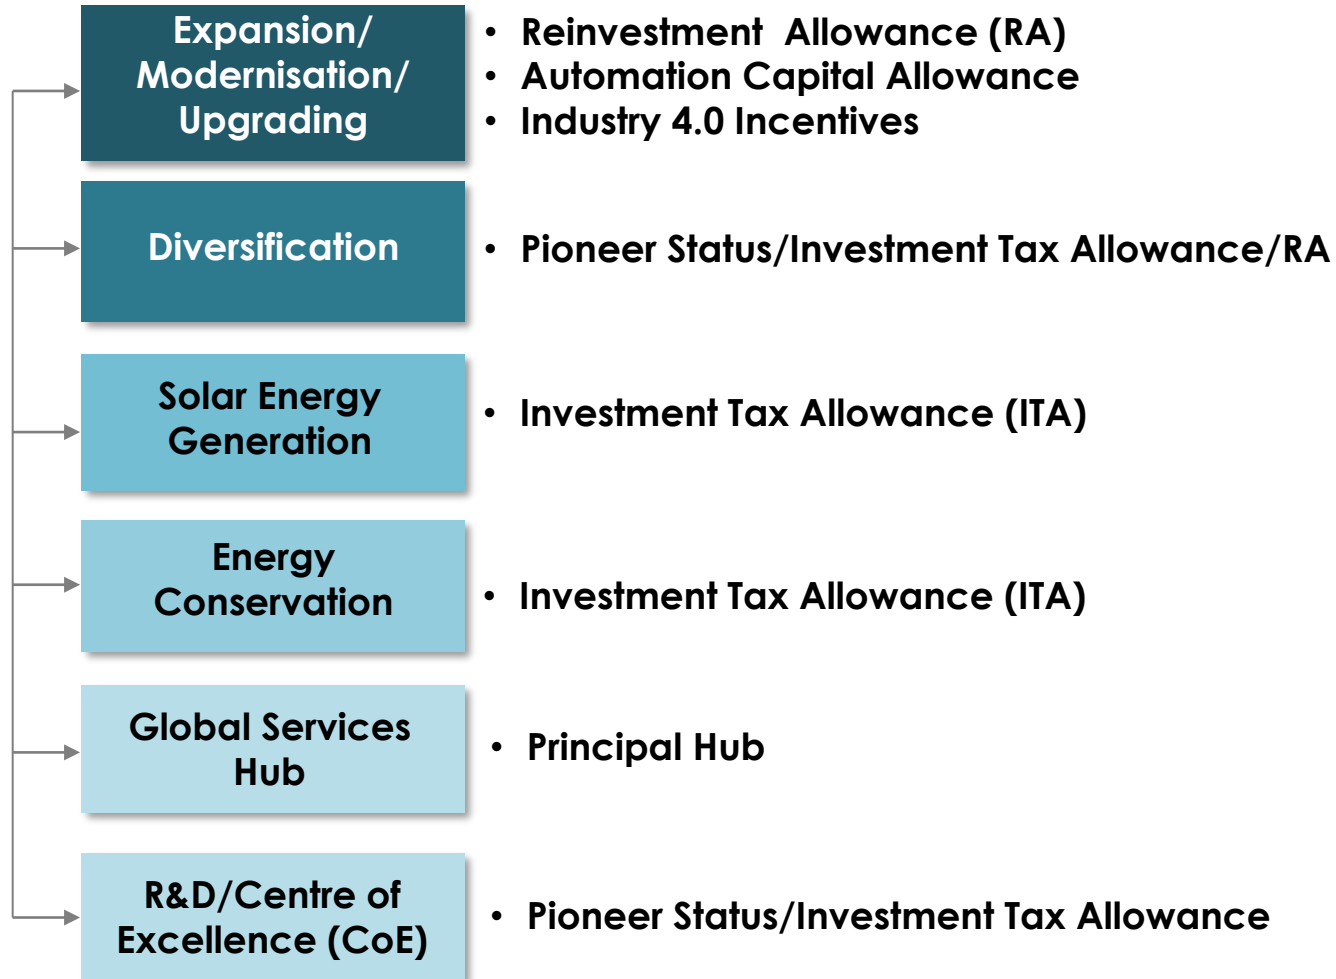 Expansion/
Modernisation/
Upgrading
• Reinvestment Allowance (RA)
• Automation Capital Allowance
• Industry 4.0 Incentives
Diversification
• Pioneer Status/Investment Tax Allowance/RA
Solar Energy
Generation
• Investment Tax Allowance (ITA)
Energy
Conservation
• Investment Tax Allowance (ITA)
Global Services
Hub
• Principal Hub
R&D/Centre of
Excellence (CoE)
• Pioneer Status/Investment Tax Allowance